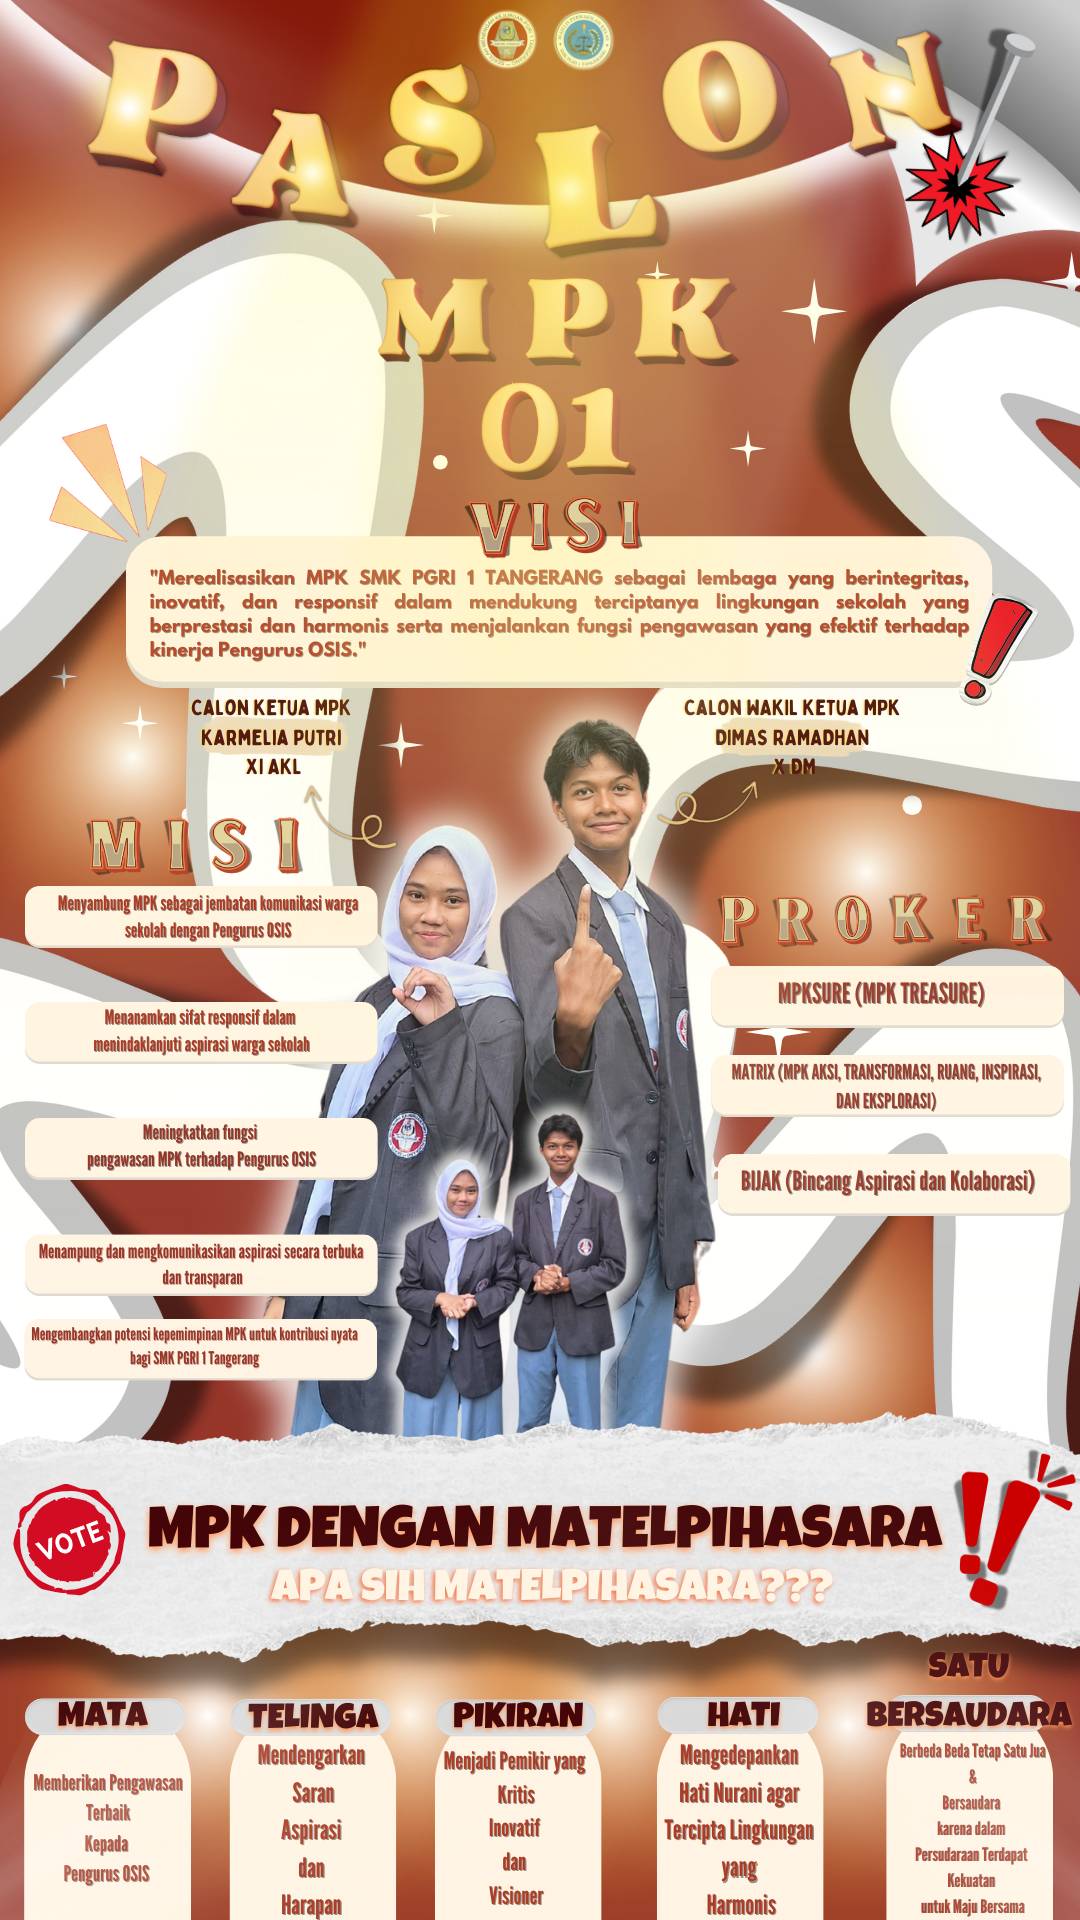 PASLON
MPK
01
VISI
"Merealisasikan MPK SMK PGRI 1 TANGERANG sebagai lembaga yang berintegritas,
inovatif, dan responsif dalam mendukung terciptanya lingkungan sekolah yang
berprestasi dan harmonis serta menjalankan fungsi pengawasan yang efektif terhadap
kinerja Pengurus OSIS."
CALON KETUA MPK
KARMELIA PUTRI
XI AKL
CALON WAKIL KETUA MPK
DIMAS RAMADHAN
X DM
MISI
Menyambung MPK sebagai jembatan komunikasi warga
sekolah dengan Pengurus OSIS
Menanamkan sifat responsif dalam
menindaklanjuti aspirasi warga sekolah
Meningkatkan fungsi
pengawasan MPK terhadap Pengurus OSIS
Menampung dan mengkomunikasikan aspirasi secara terbuka
dan transparan
Mengembangkan potensi kepemimpinan MPK untuk kontribusi nyata
bagi SMK PGRI 1 Tangerang
PROKER
MPKSURE (MPK TREASURE)
MATRIX (MPK AKSI, TRANSFORMASI, RUANG, INSPIRASI,
DAN EKSPLORASI)
BIJAK (Bincang Aspirasi dan Kolaborasi)
VOTE
MPK DENGAN MATELPIHASARA
APA SIH MATELPIHASARA???
MATA
Memberikan Pengawasan
Terbaik
Kepada
Pengurus OSIS
TELINGA
Mendengarkan
Saran
Aspirasi
dan
Harapan
PIKIRAN
Menjadi Pemikir yang
Kritis
Inovatif
dan
Visioner
HATI
Mengedepankan
Hati Nurani agar
Tercipta Lingkungan
yang
Harmonis
SATU
BERSAUDARA
Berbeda Beda Tetap Satu Jua
&
Bersaudara
karena dalam
Persudaraan Terdapat
Kekuatan
untuk Maju Bersama